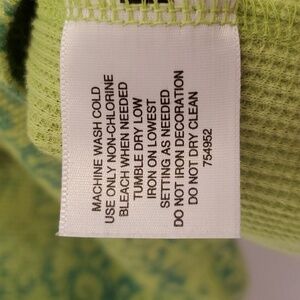 MACHINE WASH COLD
USE ONLY NON-CHLORINE
BLEACH WHEN NEEDED
TUMBLE DRY LOW
IRON ON LOWEST
SETTING AS NEEDED
DO NOT IRON DECORATION
DO NOT DRY CLEAN
754952